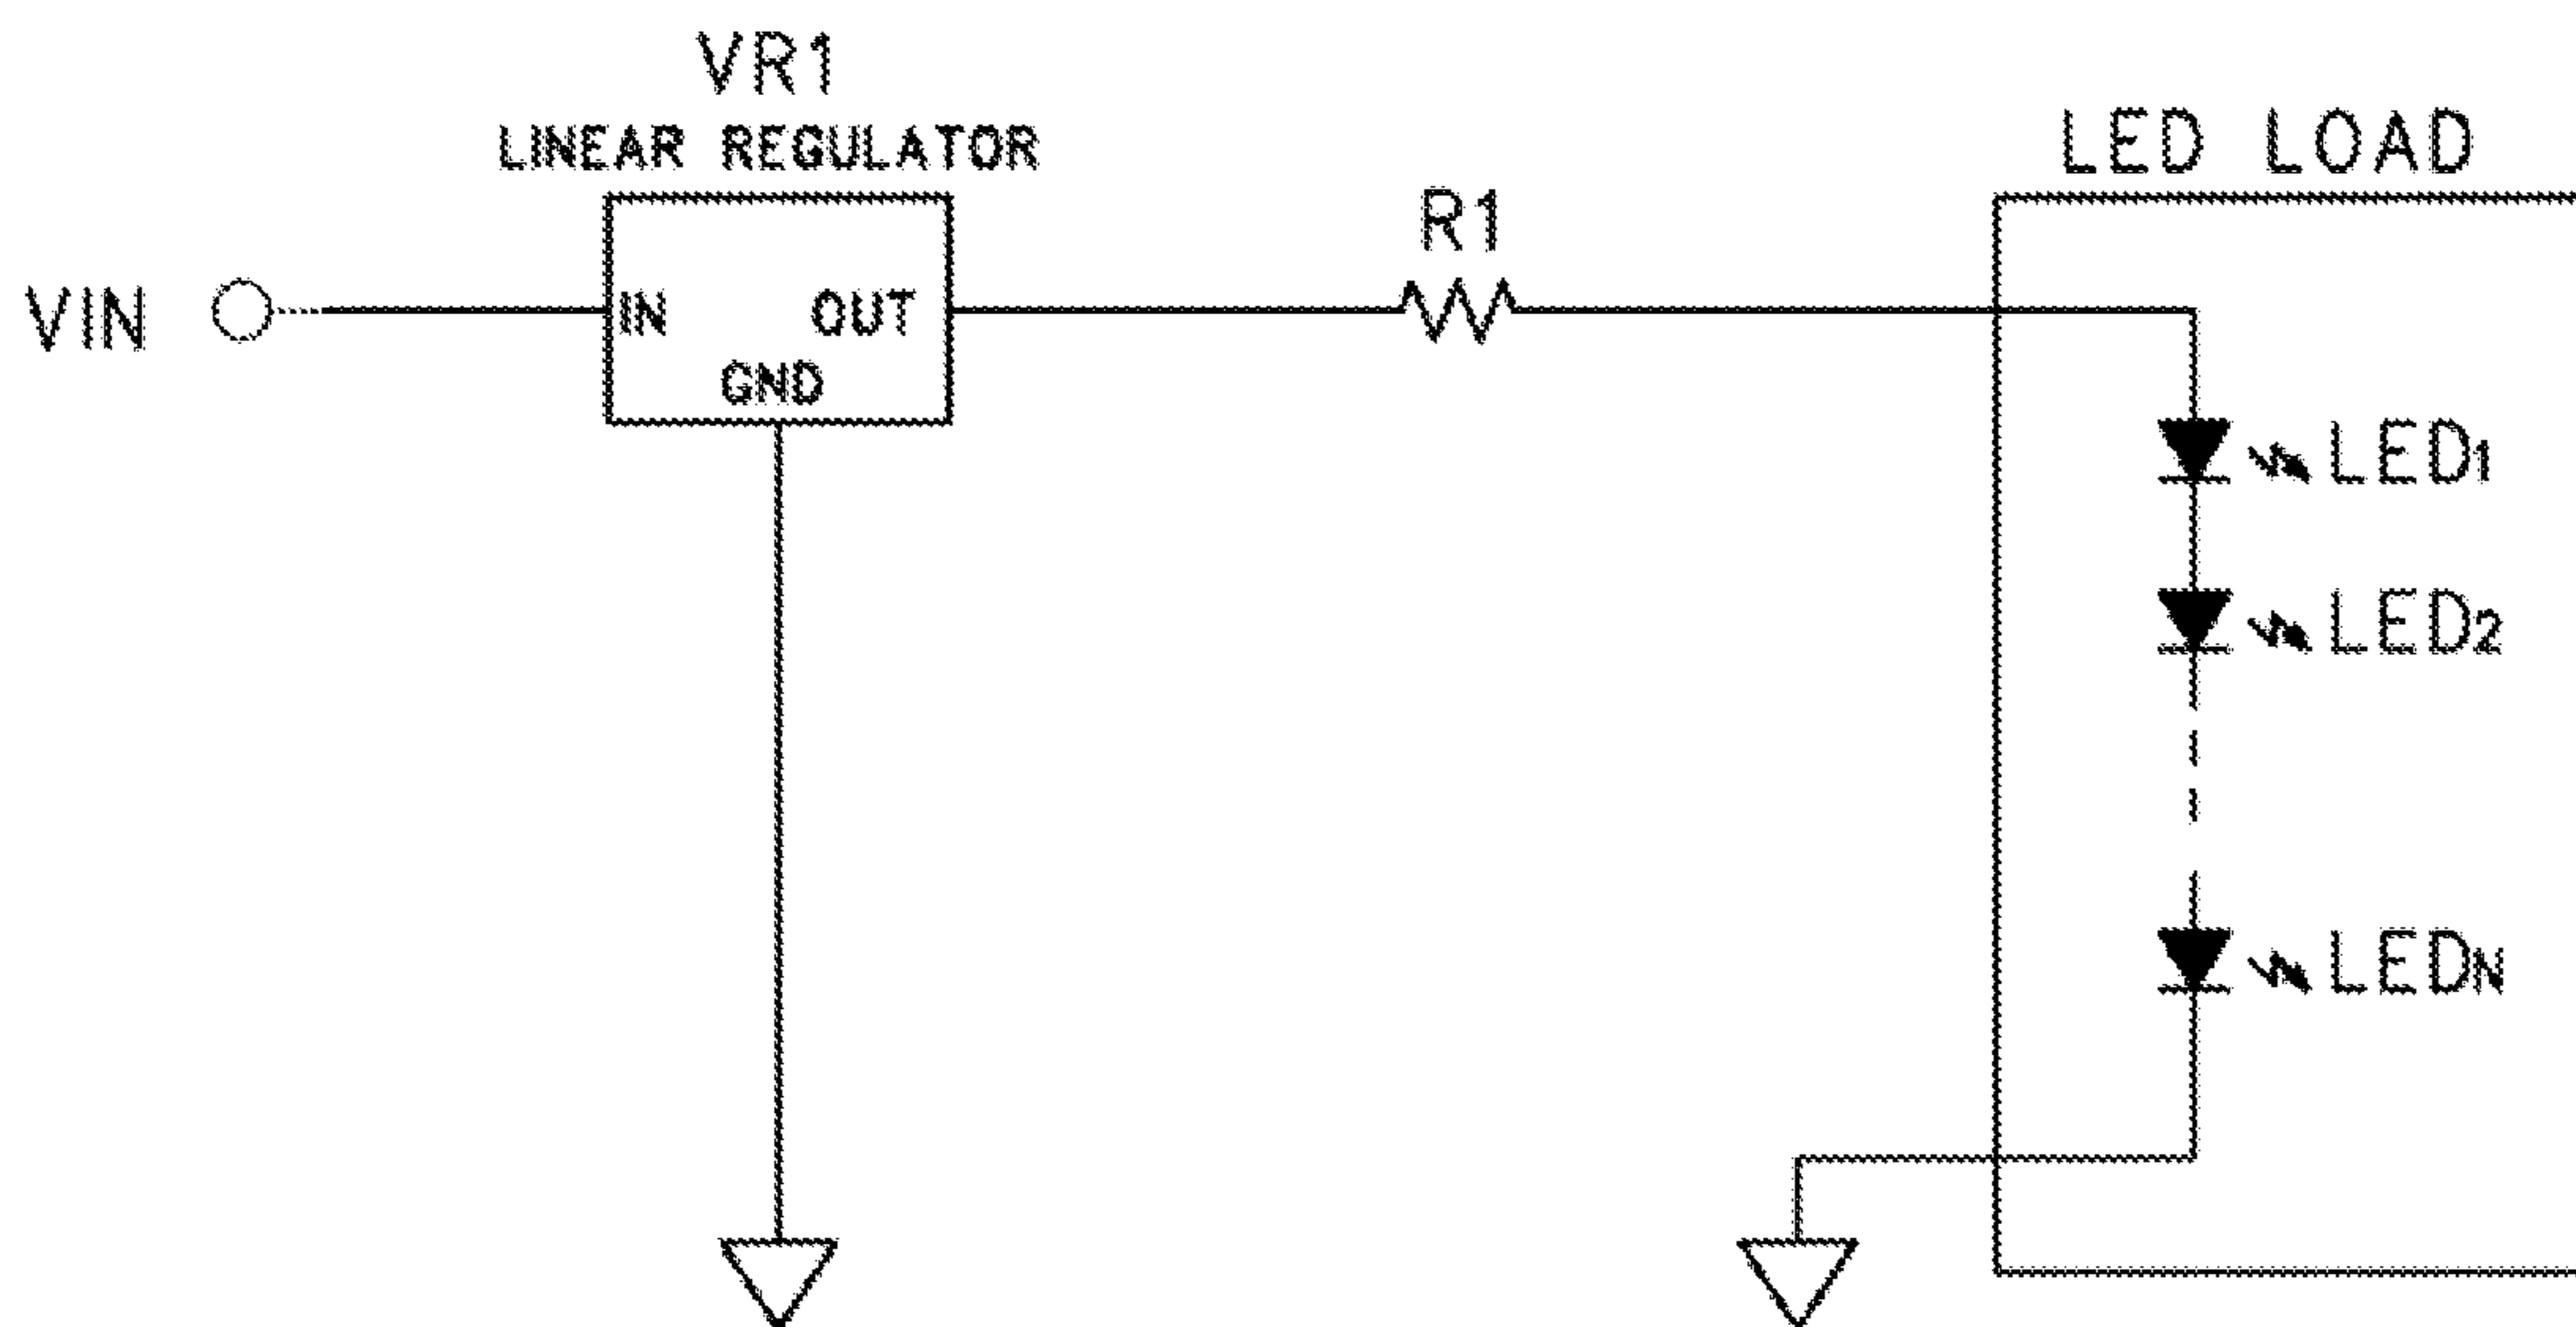 VR1
LINEAR REGULATOR
LED LOAD
R1
VIN
IN
OUT
GND
LED1
LED2
LEDN